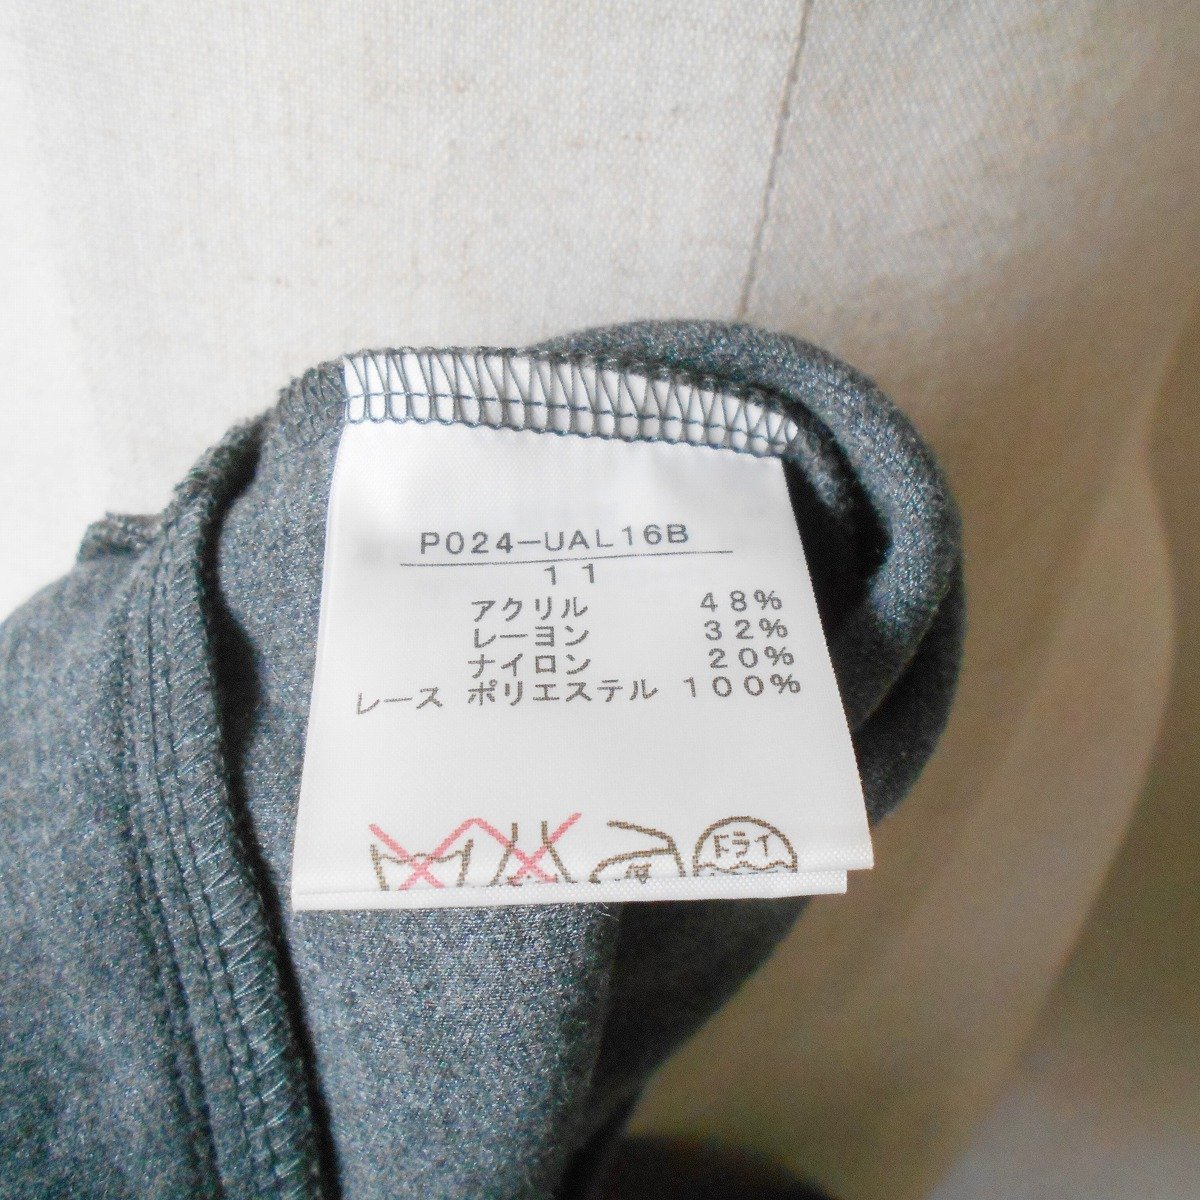 P024-UAL16B
11
アクリル 48%
レーヨン 32%
ナイロン 20%
レース ポリエステル 100%
ドライ